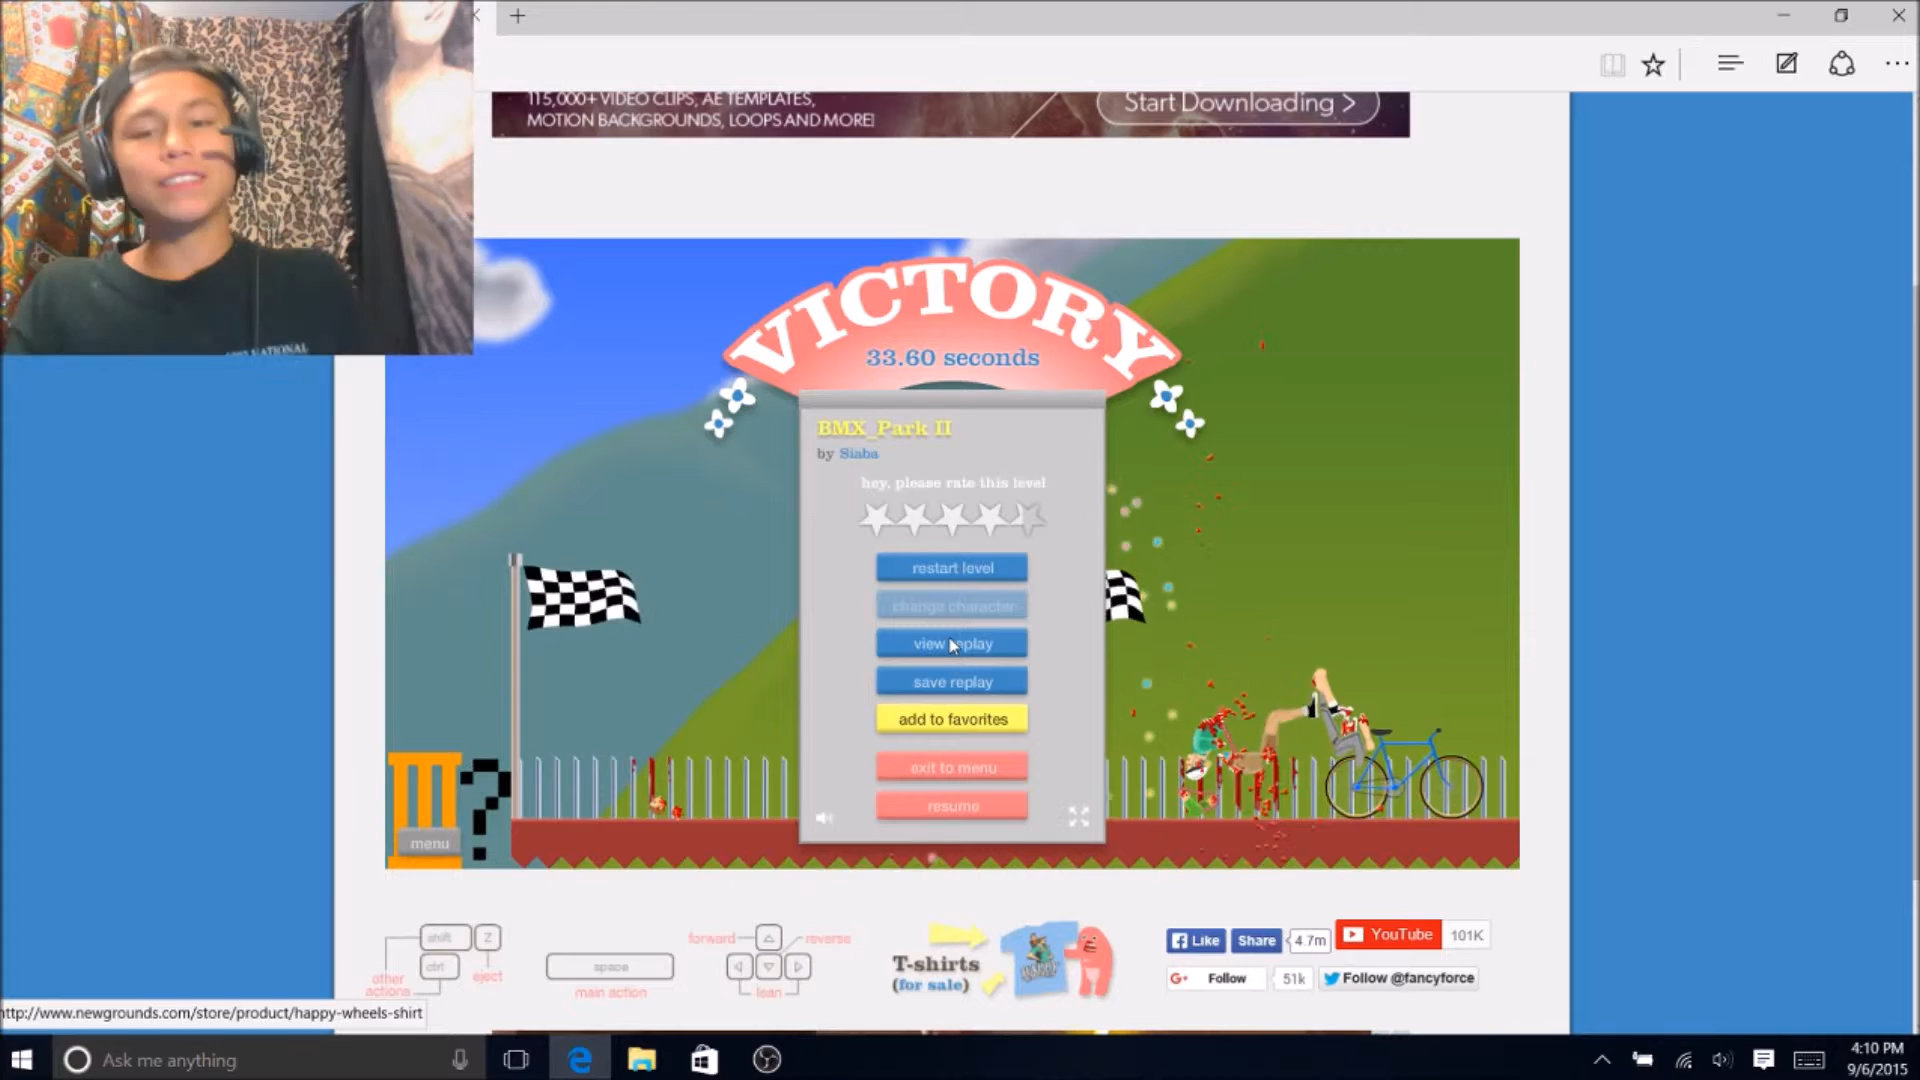 115,000+ VIDEO CLIPS, AE TEMPLATES,
MOTION BACKGROUNDS, LOOPS AND MORE!
Start Downloading >
VICTORY
33.60 seconds
BMX_Park II
by Siaba
hey, please rate this level
restart level
change character
view replay
save replay
add to favorites
exit to menu
resume
menu
?
shift
Z
ctrl
other
actions
eject
space
main action
forward
reverse
lean
T-shirts
(for sale)
Like
Share
4.7m
YouTube
101K
G+ Follow
51k
Follow @fancyforce
http://www.newgrounds.com/store/product/happy-wheels-shirt
Ask me anything
4:10 PM
9/6/2015